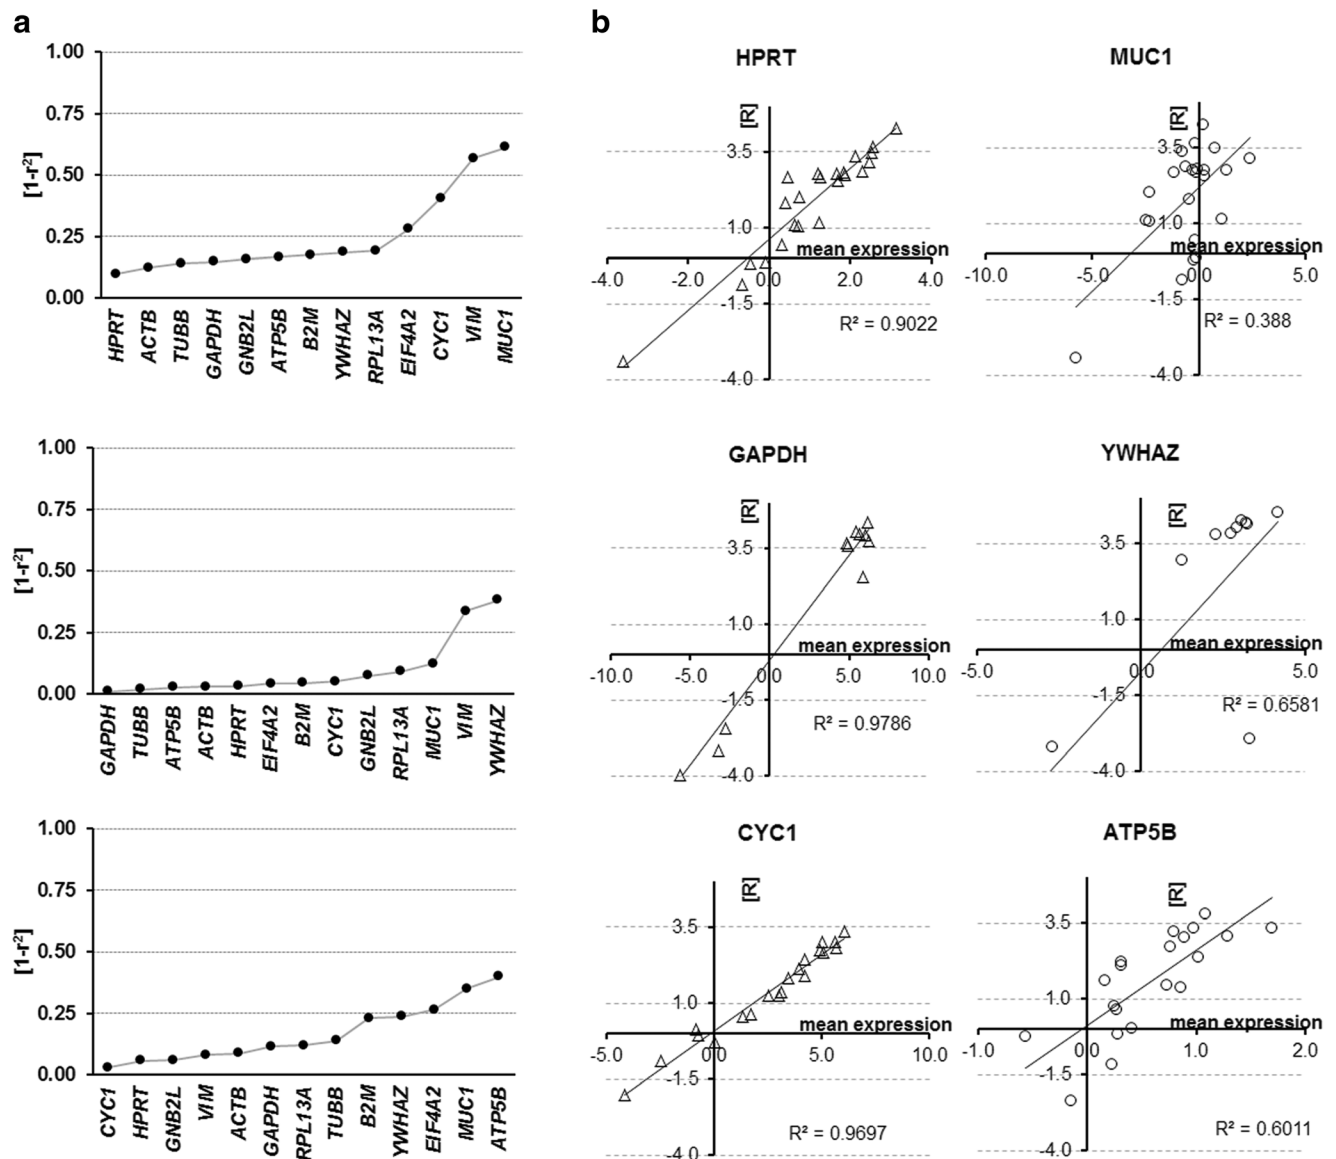 a
1.00
0.75
0.50
0.25
0.00
[1-r²]
HPRT
ACTB
TUBB
GAPDH
GNB2L
ATP5B
B2M
YWHAZ
RPL13A
EIF4A2
CYC1
VIM
MUC1
b
HPRT
[R]
3.5
1.0
mean expression
-4.0
-2.0
0.0
2.0
4.0
-1.5
R² = 0.9022
-4.0
MUC1
[R]
3.5
1.0
mean expression
-10.0
-5.0
0.0
5.0
-1.5
R² = 0.388
-4.0
1.00
0.75
0.50
0.25
0.00
[1-r²]
GAPDH
TUBB
ATP5B
ACTB
HPRT
EIF4A2
B2M
CYC1
GNB2L
RPL13A
MUC1
VIM
YWHAZ
GAPDH
[R]
3.5
1.0
mean expression
-10.0
-5.0
0.0
5.0
10.0
-1.5
R² = 0.9786
-4.0
YWHAZ
[R]
3.5
1.0
mean expression
-5.0
0.0
5.0
-1.5
R² = 0.6581
-4.0
1.00
0.75
0.50
0.25
0.00
[1-r²]
CYC1
HPRT
GNB2L
VIM
ACTB
GAPDH
RPL13A
TUBB
B2M
YWHAZ
EIF4A2
MUC1
ATP5B
CYC1
[R]
3.5
1.0
mean expression
-5.0
0.0
5.0
10.0
-1.5
R² = 0.9697
-4.0
ATP5B
[R]
3.5
1.0
mean expression
-1.0
0.0
1.0
2.0
-1.5
R² = 0.6011
-4.0